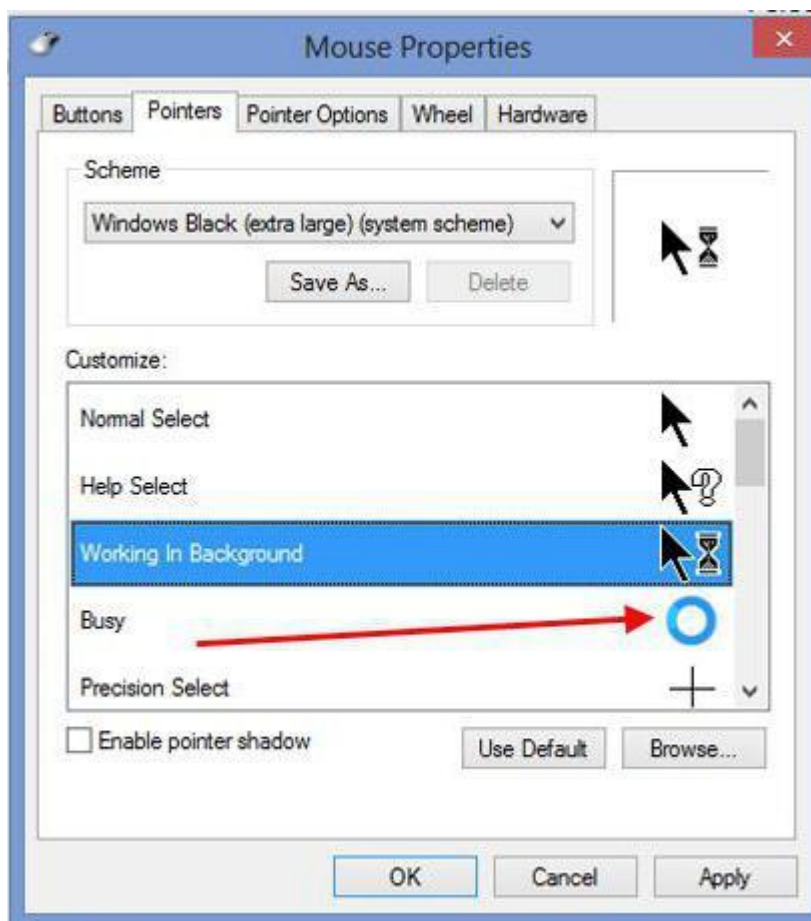 Mouse Properties
Buttons Pointers Pointer Options Wheel Hardware
Scheme
Windows Black (extra large) (system scheme)
Save As... Delete
Customize:
Normal Select
Help Select
Working In Background
Busy
Precision Select
Enable pointer shadow
Use Default Browse...
OK Cancel Apply